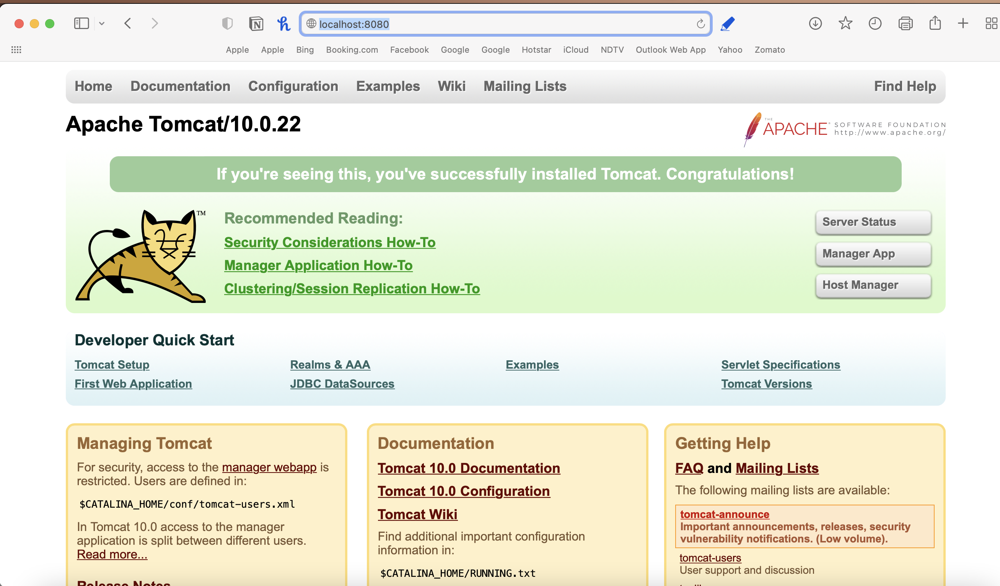 localhost:8080
Apple Apple Bing Booking.com Facebook Google Google Hotstar iCloud NDTV Outlook Web App Yahoo Zomato
Home Documentation Configuration Examples Wiki Mailing Lists Find Help
Apache Tomcat/10.0.22
THE APACHE® SOFTWARE FOUNDATION
http://www.apache.org/
If you're seeing this, you've successfully installed Tomcat. Congratulations!
TM
Recommended Reading:
Security Considerations How-To
Manager Application How-To
Clustering/Session Replication How-To
Server Status
Manager App
Host Manager
Developer Quick Start
Tomcat Setup
First Web Application
Realms & AAA
JDBC DataSources
Examples
Servlet Specifications
Tomcat Versions
Managing Tomcat
For security, access to the manager webapp is
restricted. Users are defined in:
$CATALINA_HOME/conf/tomcat-users.xml
In Tomcat 10.0 access to the manager
application is split between different users.
Read more...
Release Notes
Documentation
Tomcat 10.0 Documentation
Tomcat 10.0 Configuration
Tomcat Wiki
Find additional important configuration
information in:
$CATALINA_HOME/RUNNING.txt
Getting Help
FAQ and Mailing Lists
The following mailing lists are available:
tomcat-announce
Important announcements, releases, security
vulnerability notifications. (Low volume).
tomcat-users
User support and discussion